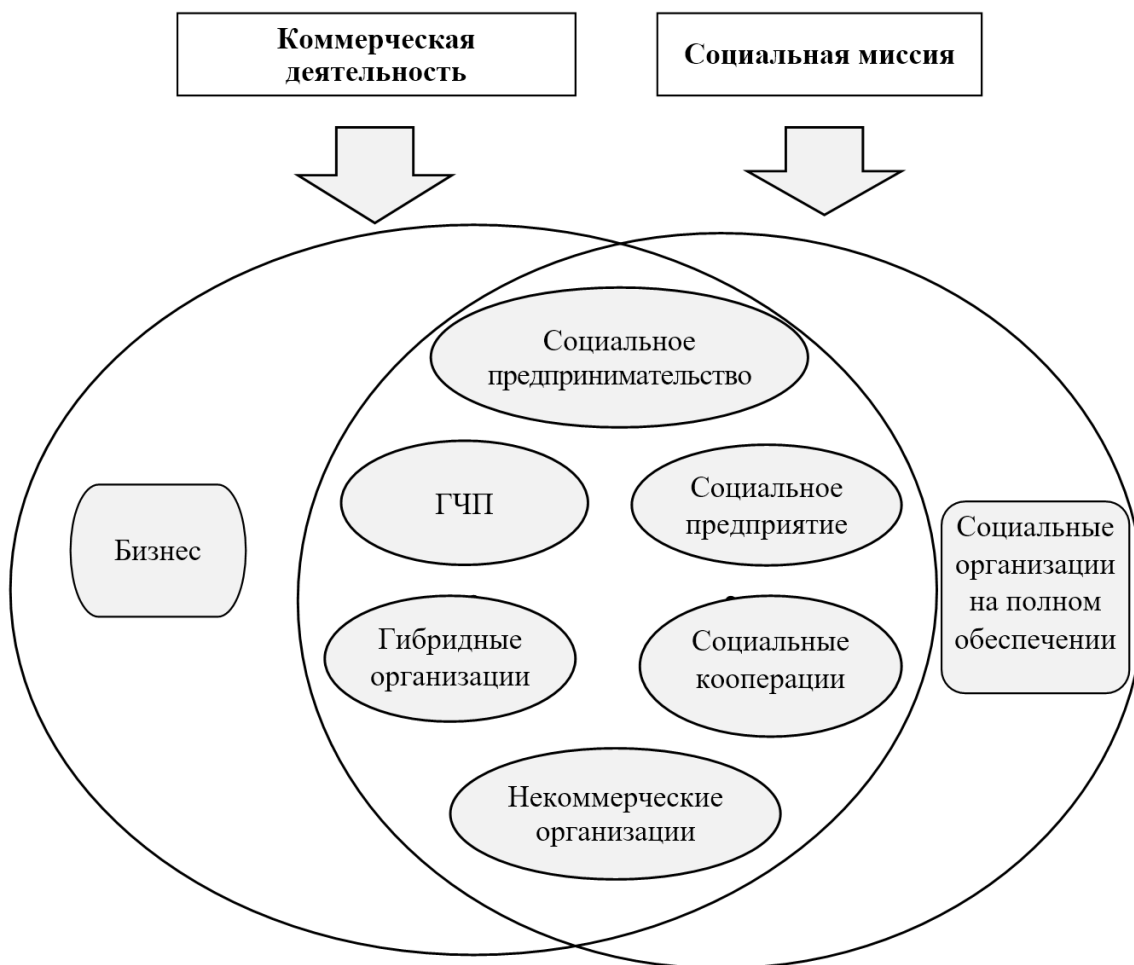 Коммерческая
деятельность
Социальная миссия
Социальное
предпринимательство
ГЧП
Социальное
предприятие
Бизнес
Социальные
организации
на полном
обеспечении
Гибридные
организации
Социальные
кооперации
Некоммерческие
организации